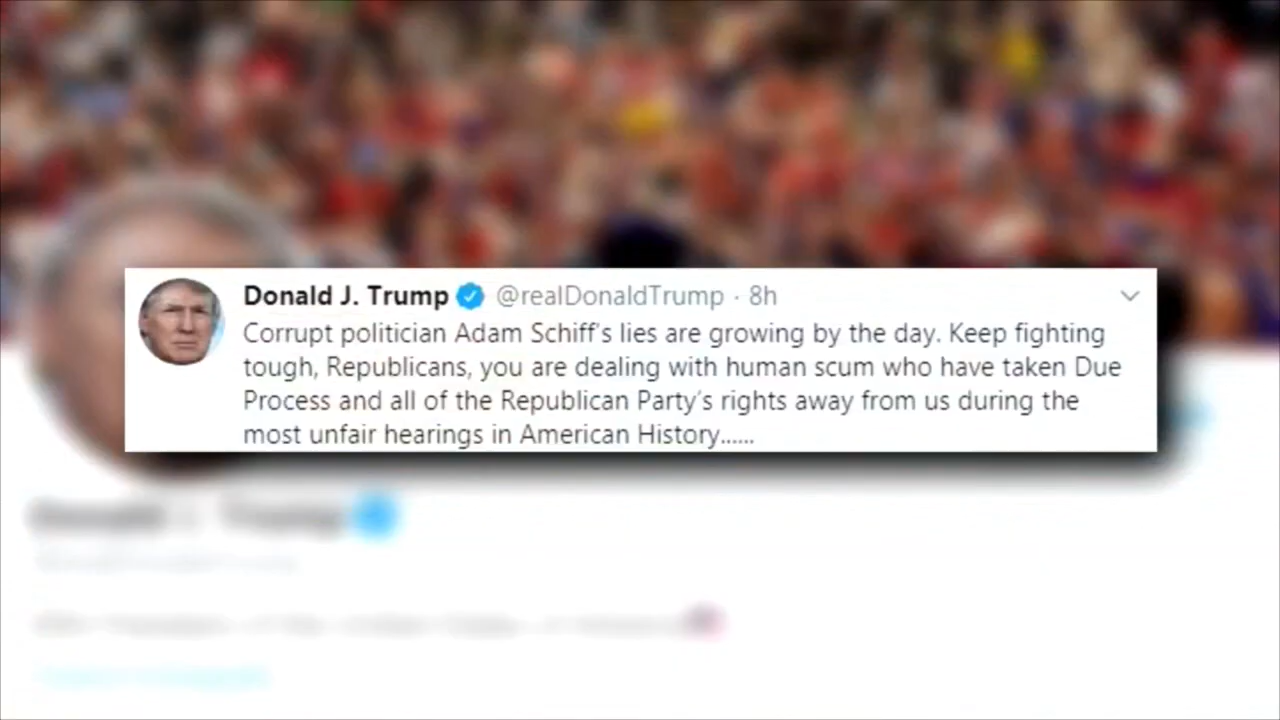 Donald J. Trump @realDonaldTrump · 8h
Corrupt politician Adam Schiff's lies are growing by the day. Keep fighting
tough, Republicans, you are dealing with human scum who have taken Due
Process and all of the Republican Party's rights away from us during the
most unfair hearings in American History......